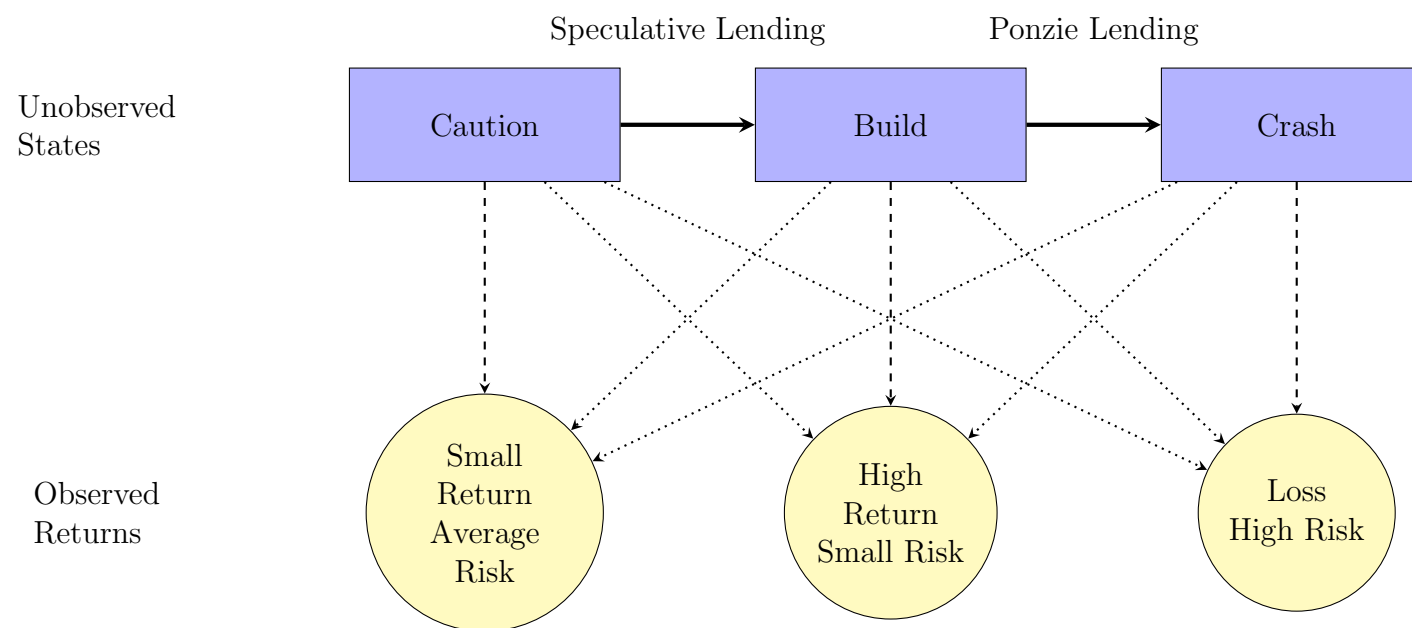 Speculative Lending
Ponzie Lending
Unobserved
States
Caution
Build
Crash
Observed
Returns
Small
Return
Average
Risk
High
Return
Small Risk
Loss
High Risk